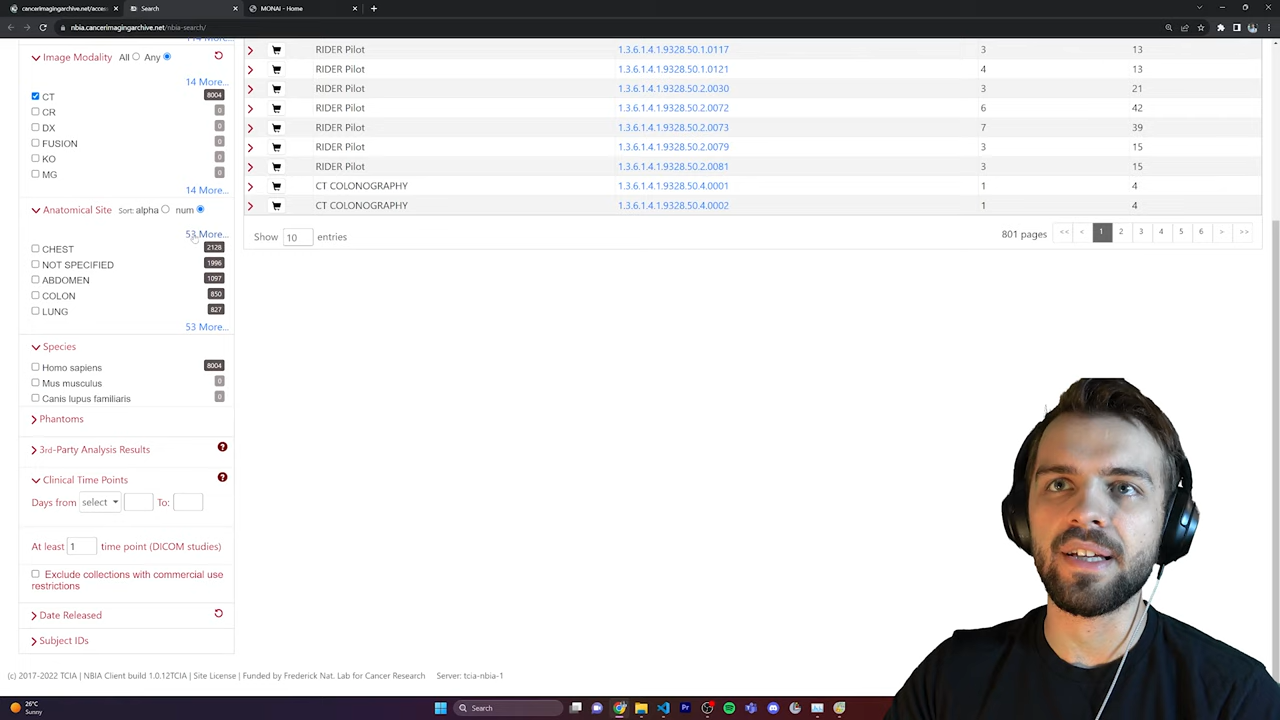 cancerimagingarchive.net/acces
Search
MONAI - Home
nbia.cancerimagingarchive.net/nbia-search/
114 More...
Image Modality All Any
14 More...
CT 8004
CR 0
DX 0
FUSION 0
KO 0
MG 0
14 More...
Anatomical Site Sort: alpha num
53 More...
CHEST 2128
NOT SPECIFIED 1996
ABDOMEN 1097
COLON 850
LUNG 827
53 More...
Species
Homo sapiens 8004
Mus musculus 0
Canis lupus familiaris 0
Phantoms
3rd-Party Analysis Results ?
Clinical Time Points ?
Days from select To:
At least 1 time point (DICOM studies)
Exclude collections with commercial use
restrictions
Date Released
Subject IDs
RIDER Pilot 1.3.6.1.4.1.9328.50.1.0117 3 13
RIDER Pilot 1.3.6.1.4.1.9328.50.1.0121 4 13
RIDER Pilot 1.3.6.1.4.1.9328.50.2.0030 3 21
RIDER Pilot 1.3.6.1.4.1.9328.50.2.0072 6 42
RIDER Pilot 1.3.6.1.4.1.9328.50.2.0073 7 39
RIDER Pilot 1.3.6.1.4.1.9328.50.2.0079 3 15
RIDER Pilot 1.3.6.1.4.1.9328.50.2.0081 3 15
CT COLONOGRAPHY 1.3.6.1.4.1.9328.50.4.0001 1 4
CT COLONOGRAPHY 1.3.6.1.4.1.9328.50.4.0002 1 4
Show 10 entries 801 pages << < 1 2 3 4 5 6 > >>
(c) 2017-2022 TCIA | NBIA Client build 1.0.12TCIA | Site License | Funded by Frederick Nat. Lab for Cancer Research Server: tcia-nbia-1
26°C
Sunny
Search